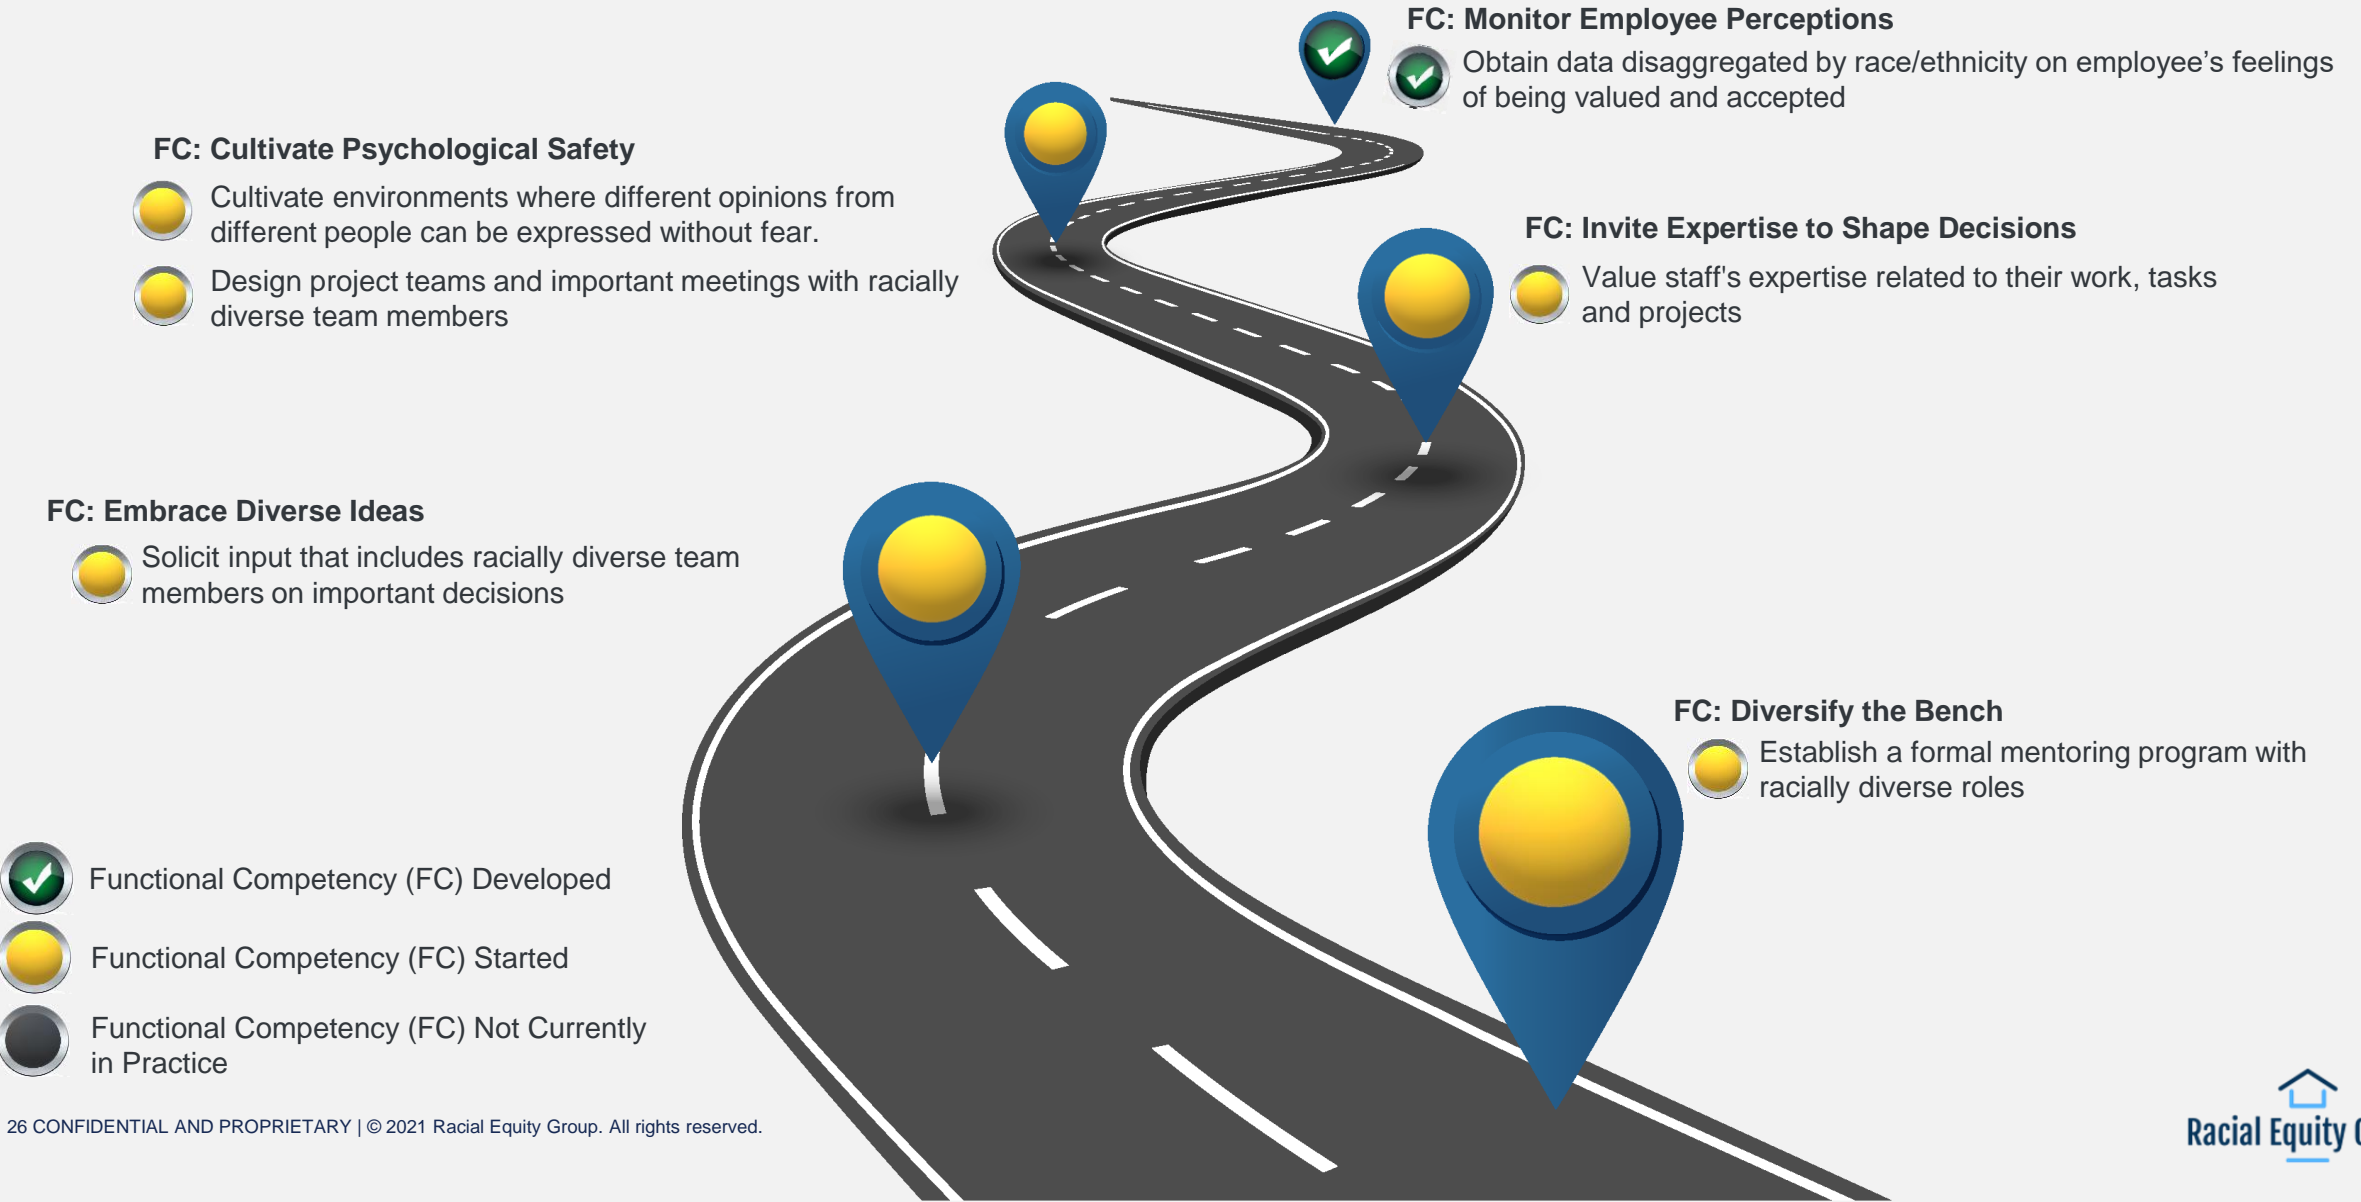 FC: Monitor Employee Perceptions
Obtain data disaggregated by race/ethnicity on employee’s feelings
of being valued and accepted
FC: Cultivate Psychological Safety
Cultivate environments where different opinions from
different people can be expressed without fear.
Design project teams and important meetings with racially
diverse team members
FC: Invite Expertise to Shape Decisions
Value staff's expertise related to their work, tasks
and projects
FC: Embrace Diverse Ideas
Solicit input that includes racially diverse team
members on important decisions
FC: Diversify the Bench
Establish a formal mentoring program with
racially diverse roles
Functional Competency (FC) Developed
Functional Competency (FC) Started
Functional Competency (FC) Not Currently
in Practice
26 CONFIDENTIAL AND PROPRIETARY | © 2021 Racial Equity Group. All rights reserved.
Racial Equity